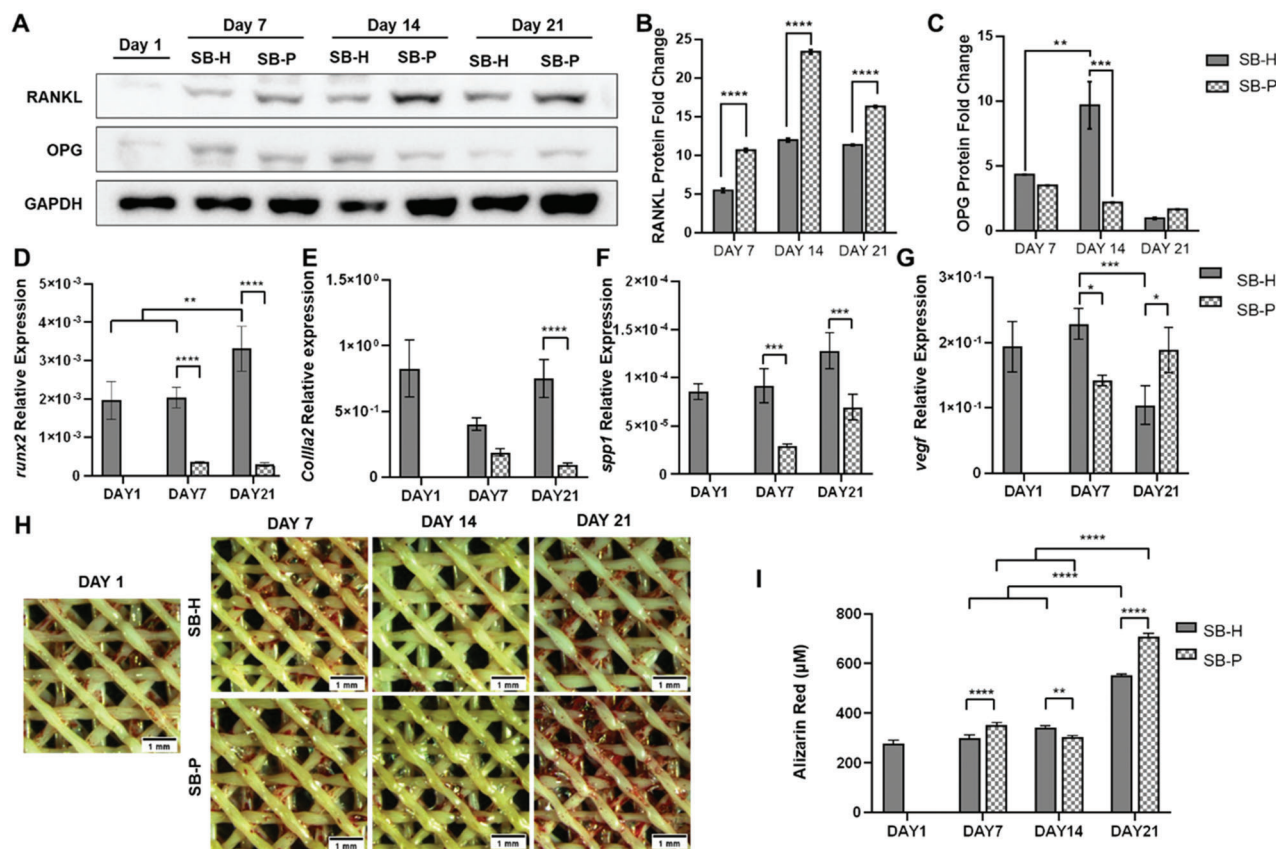 A
Day 1
Day 7
Day 14
Day 21
SB-H
SB-P
SB-H
SB-P
SB-H
SB-P
RANKL
OPG
GAPDH
B
RANKL Protein Fold Change
25
20
15
10
5
0
****
****
****
DAY 7
DAY 14
DAY 21
C
OPG Protein Fold Change
15
10
5
0
**
***
DAY 7
DAY 14
DAY 21
SB-H
SB-P
D
runx2 Relative Expression
5×10⁻³
4×10⁻³
3×10⁻³
2×10⁻³
1×10⁻³
0
**
****
****
DAY1
DAY7
DAY21
E
ColIIa2 Relative expression
1.5×10⁰
1×10⁰
5×10⁻¹
0
****
DAY1
DAY7
DAY21
F
spp1 Relative Expression
2×10⁻⁴
1.5×10⁻⁴
1×10⁻⁴
5×10⁻⁵
0
***
***
DAY1
DAY7
DAY21
G
vegf Relative Expression
3×10⁻¹
2×10⁻¹
1×10⁻¹
0
***
*
*
DAY1
DAY7
DAY21
SB-H
SB-P
H
DAY 1
DAY 7
DAY 14
DAY 21
SB-H
SB-P
1 mm
1 mm
1 mm
1 mm
1 mm
1 mm
1 mm
I
Alizarin Red (µM)
800
600
400
200
0
****
****
****
**
****
DAY1
DAY7
DAY14
DAY21
SB-H
SB-P